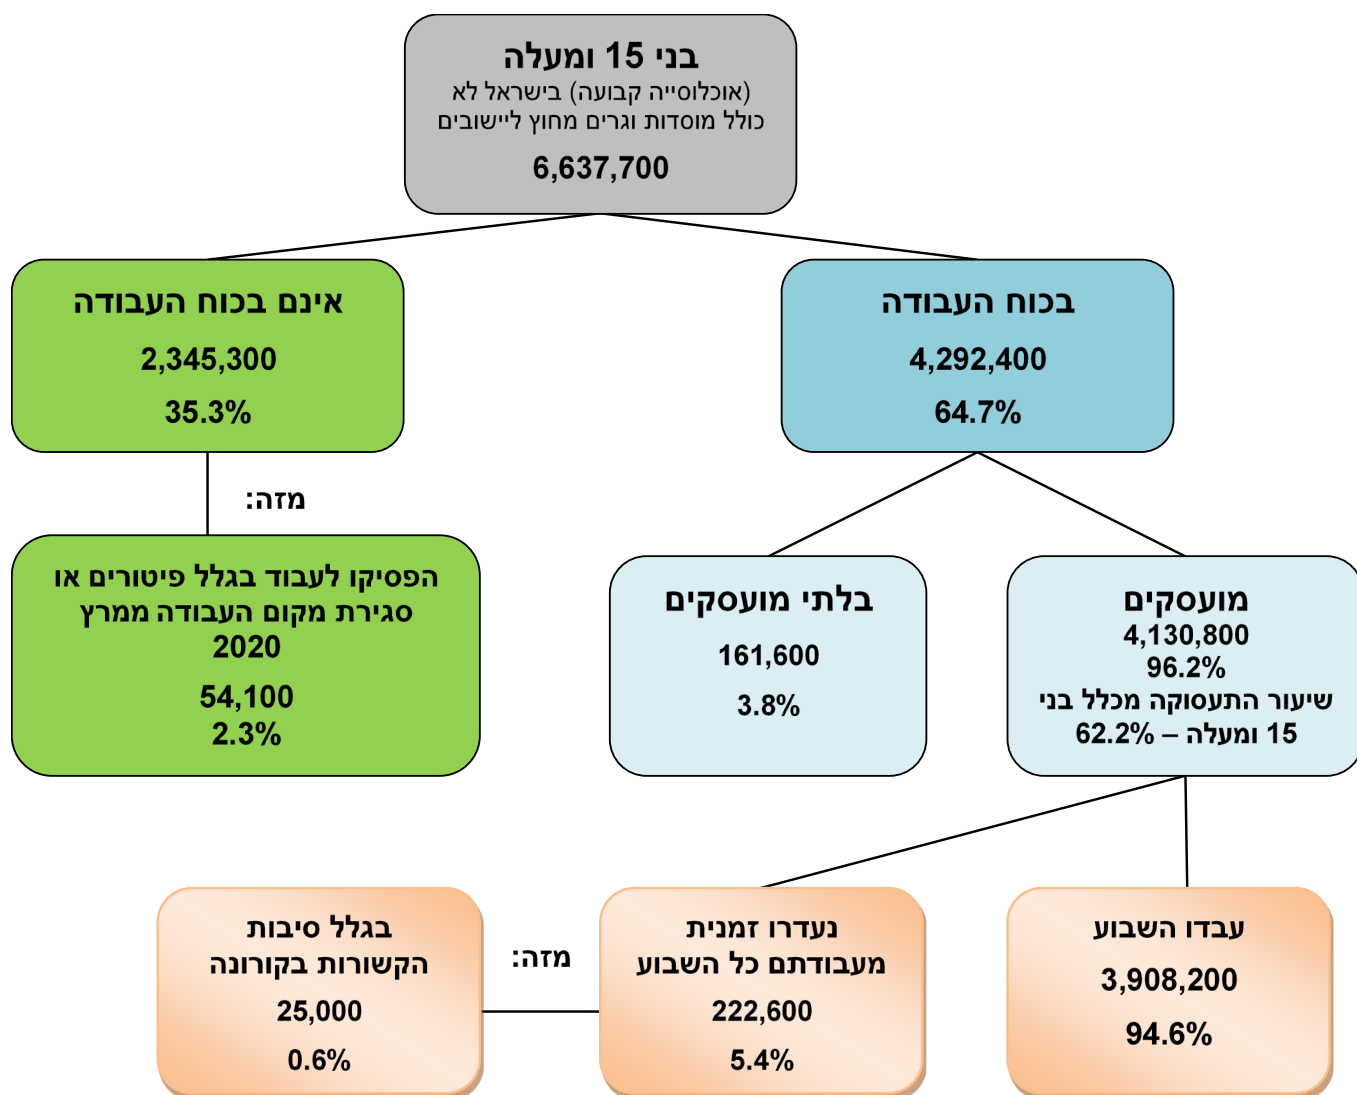 בני 15 ומעלה
(אוכלוסייה קבועה) בישראל לא
כולל מוסדות וגרים מחוץ ליישובים
6,637,700
בכוח העבודה
4,292,400
64.7%
אינם בכוח העבודה
2,345,300
35.3%
מזה:
הפסיקו לעבוד בגלל פיטורים או
סגירת מקום העבודה ממרץ
2020
54,100
2.3%
מועסקים
4,130,800
96.2%
שיעור התעסוקה מכלל בני
15 ומעלה – 62.2%
בלתי מועסקים
161,600
3.8%
עבדו השבוע
3,908,200
94.6%
נעדרו זמנית
מעבודתם כל השבוע
222,600
5.4%
מזה:
בגלל סיבות
הקשורות בקורונה
25,000
0.6%